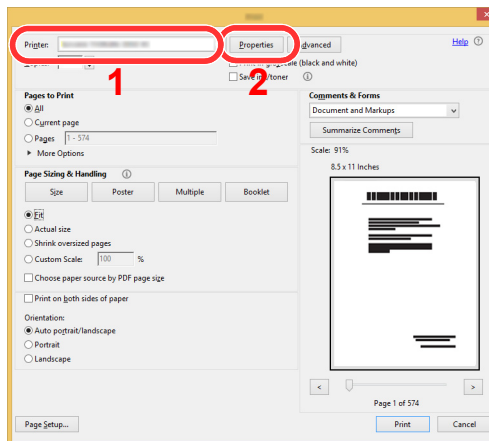 Printer:
Properties
Advanced
Help
1
2
(black and white)
Save ink/toner
Pages to Print
All
Current page
Pages
1 - 574
More Options
Comments & Forms
Document and Markups
Summarize Comments
Scale: 91%
8.5 x 11 Inches
Page Sizing & Handling
Size
Poster
Multiple
Booklet
Fit
Actual size
Shrink oversized pages
Custom Scale:
100
%
Choose paper source by PDF page size
Print on both sides of paper
Orientation:
Auto portrait/landscape
Portrait
Landscape
<
>
Page 1 of 574
Page Setup...
Print
Cancel